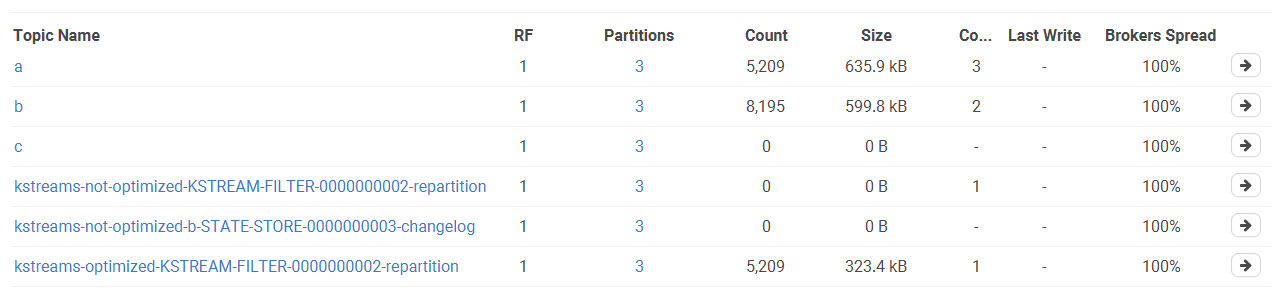 Topic Name RF Partitions Count Size Co... Last Write Brokers Spread
a 1 3 5,209 635.9 kB 3 - 100%
b 1 3 8,195 599.8 kB 2 - 100%
c 1 3 0 0 B - - 100%
kstreams-not-optimized-KSTREAM-FILTER-0000000002-repartition 1 3 0 0 B 1 - 100%
kstreams-not-optimized-b-STATE-STORE-0000000003-changelog 1 3 0 0 B - - 100%
kstreams-optimized-KSTREAM-FILTER-0000000002-repartition 1 3 5,209 323.4 kB 1 - 100%